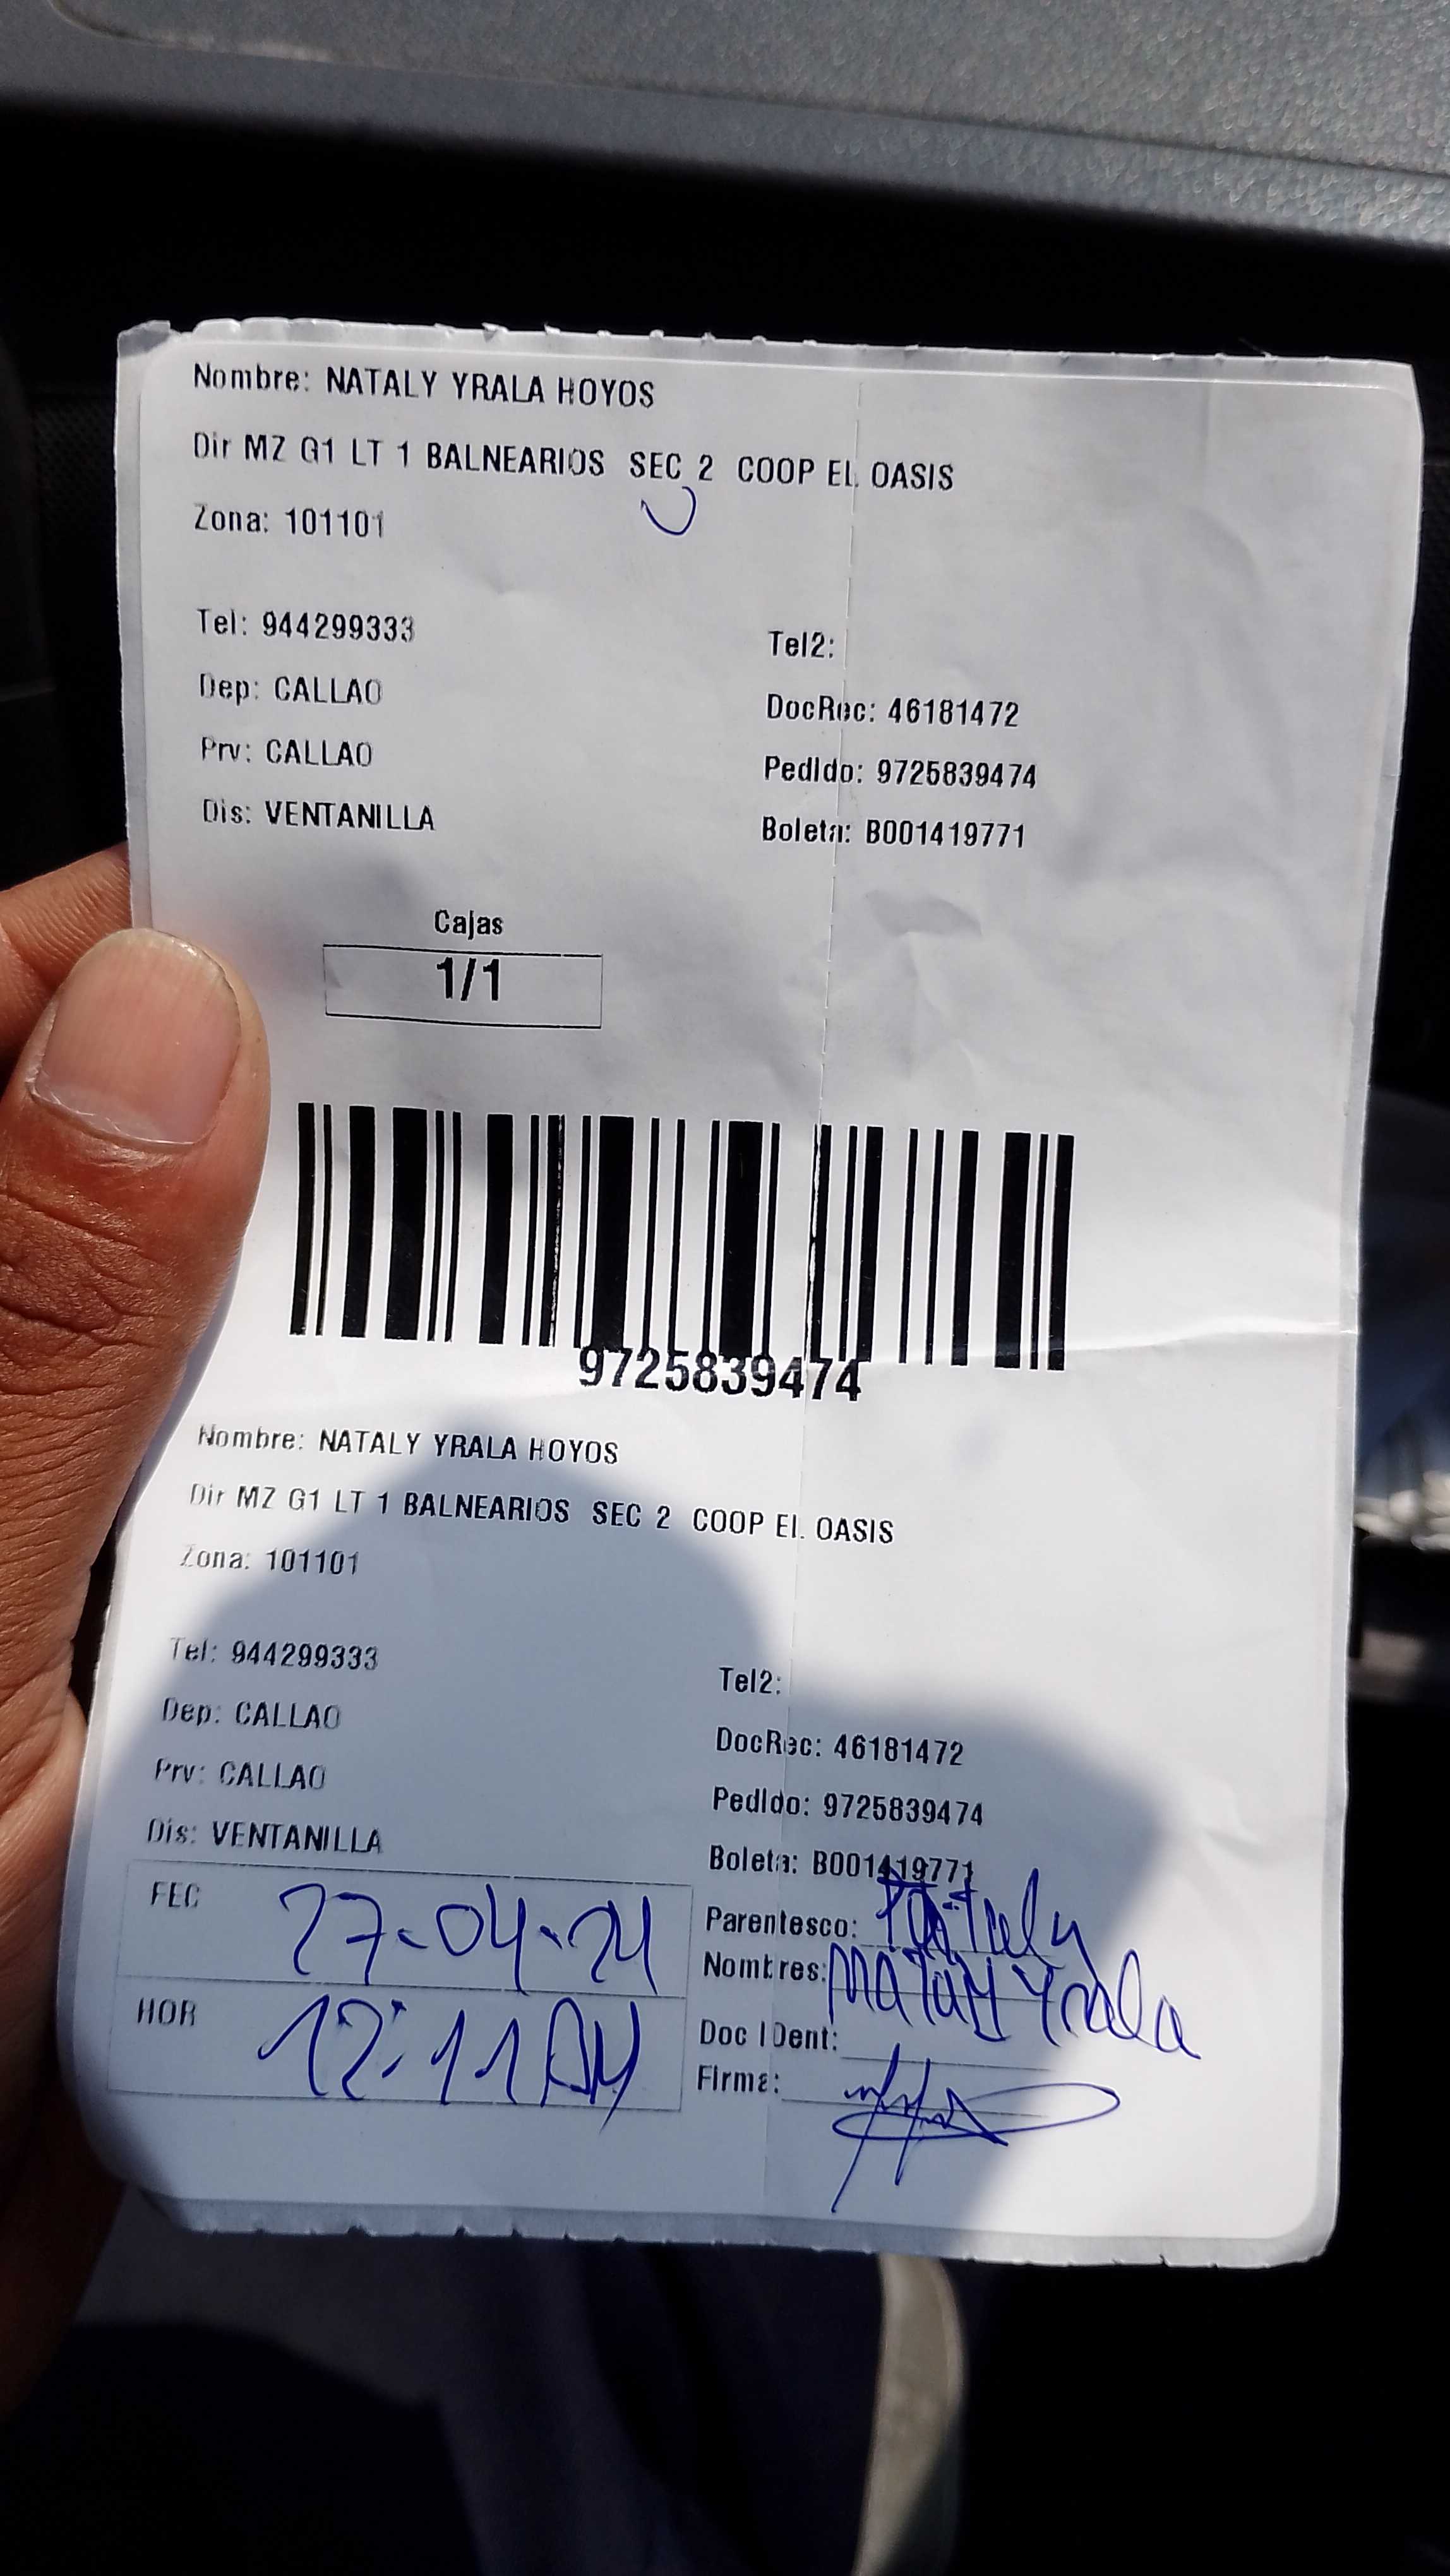 Nombre: NATALY YRALA HOYOS
Dir MZ G1 LT 1 BALNEARIOS SEC 2 COOP EL OASIS
Zona: 101101
Tel: 944299333
Tel2:
Dep: CALLAO
DocRec: 46181472
Prv: CALLAO
Pedido: 9725839474
Dis: VENTANILLA
Boleta: B001419771
Cajas
1/1
9725839474
Nombre: NATALY YRALA HOYOS
Dir MZ G1 LT 1 BALNEARIOS SEC 2 COOP EL OASIS
Zona: 101101
Tel: 944299333
Tel2:
Dep: CALLAO
DocRec: 46181472
Prv: CALLAO
Pedido: 9725839474
Dis: VENTANILLA
Boleta: B001419771
FEC 27-04-24
Parentesco:
Nombres: Nataly Yrala
HOR 12:11 AM
Doc IDent:
Firma: